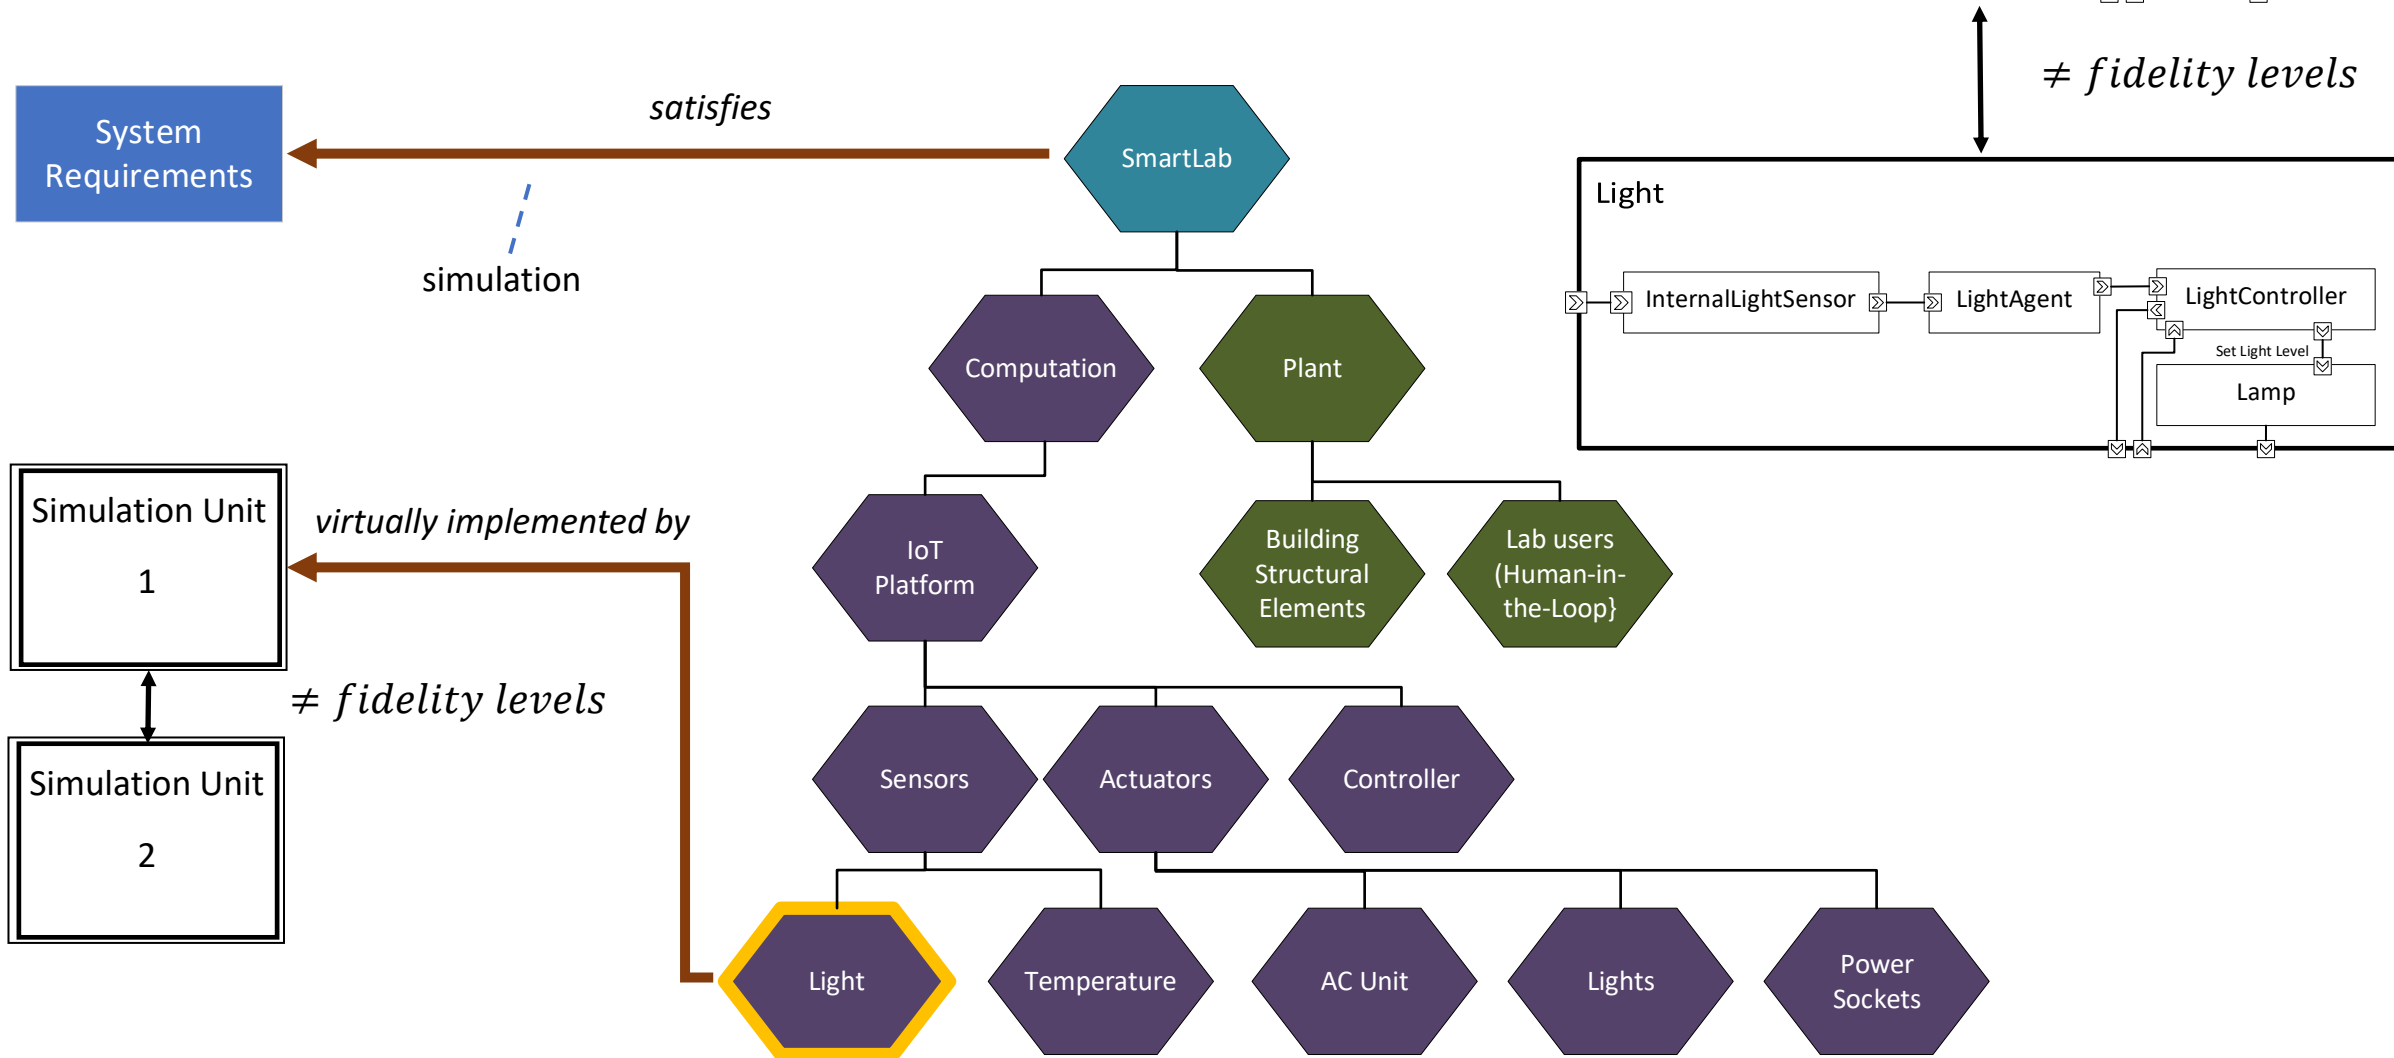 ≠ fidelity levels
satisfies
System
Requirements
SmartLab
simulation
Light
InternalLightSensor
LightAgent
LightController
Set Light Level
Lamp
Computation
Plant
Simulation Unit
1
virtually implemented by
IoT
Platform
Building
Structural
Elements
Lab users
(Human-in-
the-Loop}
≠ fidelity levels
Simulation Unit
2
Sensors
Actuators
Controller
Light
Temperature
AC Unit
Lights
Power
Sockets